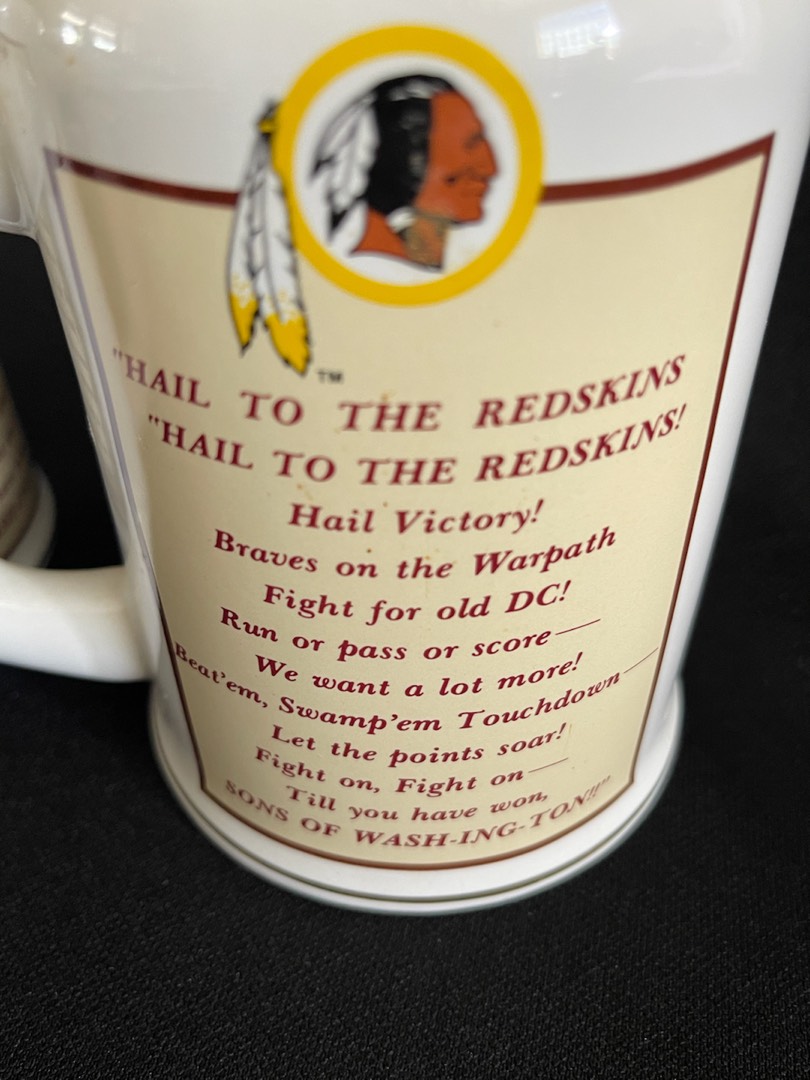 TM
"HAIL TO THE REDSKINS
"HAIL TO THE REDSKINS!
Hail Victory!
Braves on the Warpath
Fight for old DC!
Run or pass or score—
We want a lot more!
Beat'em, Swamp'em Touchdown—
Let the points soar!
Fight on, Fight on—
Till you have won,
SONS OF WASH-ING-TON!!"